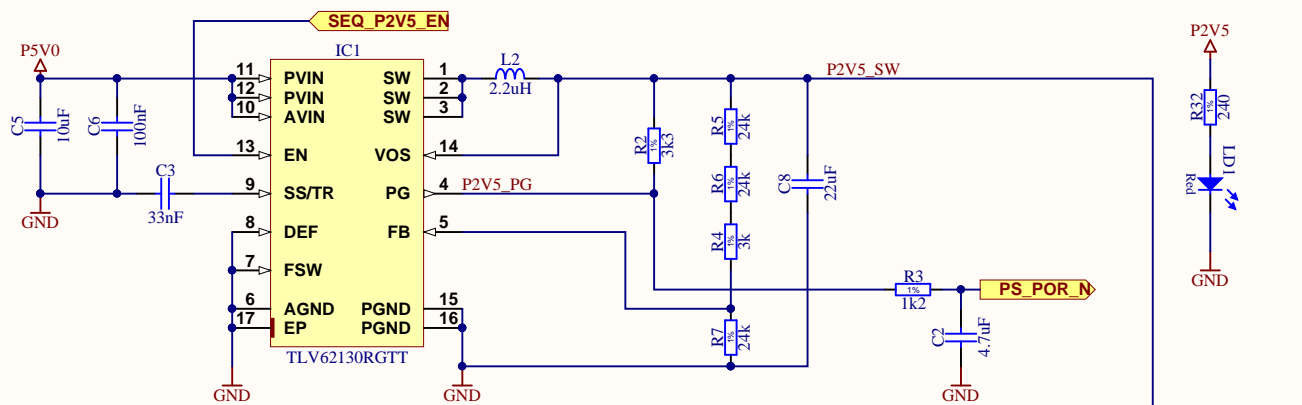 SEQ_P2V5_EN
P5V0
IC1
P2V5
11 PVIN SW 1
12 PVIN SW 2
10 AVIN SW 3
L2
2.2uH
P2V5_SW
C5
10uF
C6
100nF
13 EN VOS 14
R2
1%
3k3
R5
1%
24k
R32
1%
240
C3
33nF
9 SS/TR PG 4
P2V5_PG
R6
1%
24k
C8
22uF
LD1
Red
GND
8 DEF FB 5
R4
1%
3k
7 FSW
GND
R3
1%
1k2
PS_POR_N
6 AGND PGND 15
17 EP PGND 16
R7
1%
24k
C2
4.7uF
TLV62130RGTT
GND
GND
GND